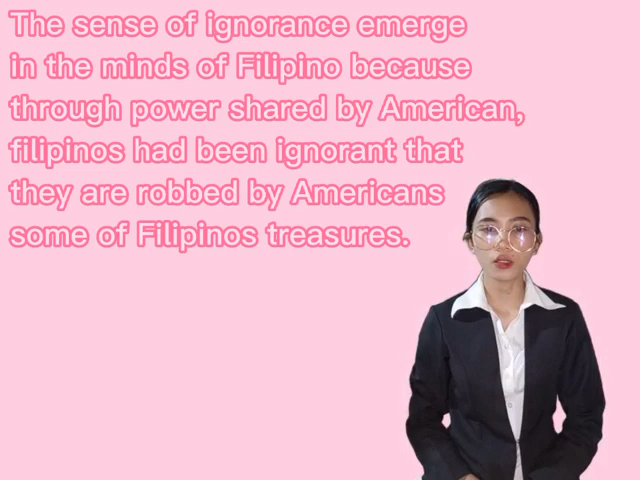 The sense of ignorance emerge
in the minds of Filipino because
through power shared by American,
filipinos had been ignorant that
they are robbed by Americans
some of Filipinos treasures.